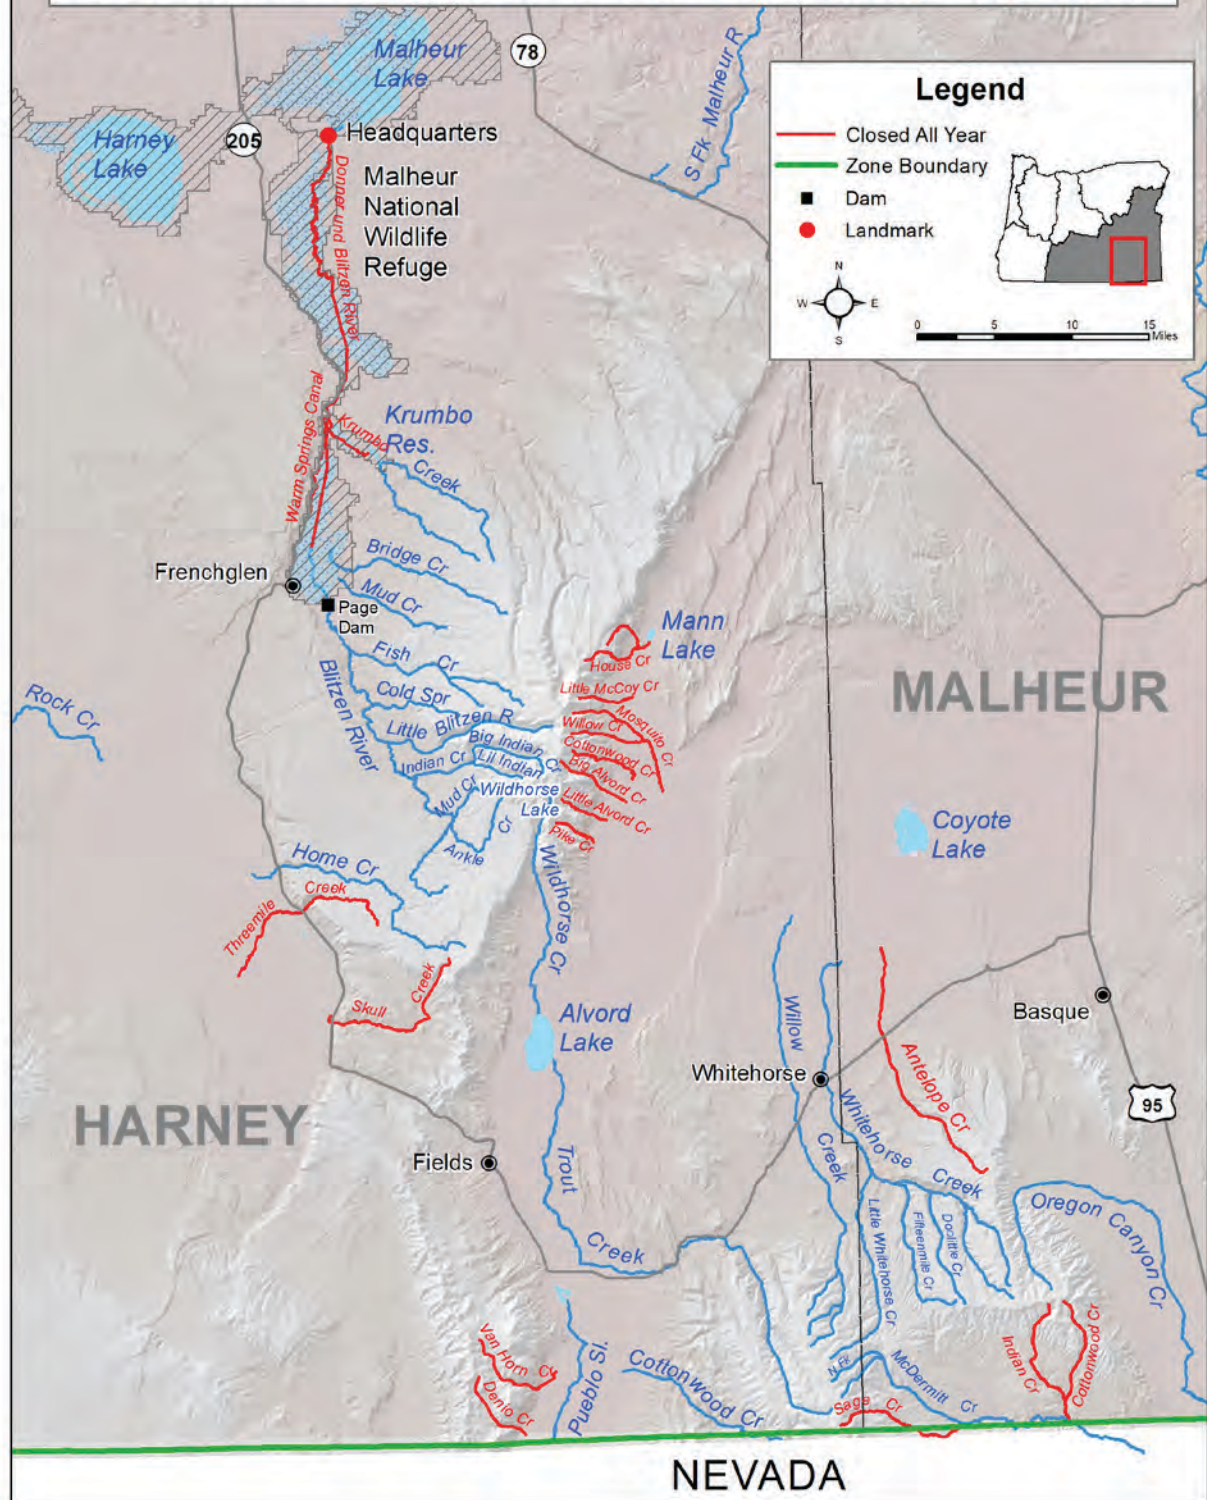 Malheur
Lake
78
S Fk Malheur R
Legend
Closed All Year
Zone Boundary
Dam
Landmark
N
W
E
S
0
5
10
15
Miles
Harney
Lake
205
Headquarters
Malheur
National
Wildlife
Refuge
Donner und Blitzen River
Warm Springs Canal
Krumbo
Krumbo
Res.
Creek
Bridge Cr
Frenchglen
Mud Cr
Page
Dam
Mann
Lake
Fish Cr
House Cr
Cold Spr
Little McCoy Cr
MALHEUR
Rock Cr
Blitzen River
Little Blitzen R
Mosquito Cr
Willow Cr
Big Indian Cr
Cottonwood Cr
Indian Cr
Lil Indian
Big Alvord Cr
Mud Cr
Wildhorse
Lake
Little Alvord Cr
Coyote
Lake
Pike Cr
Ankle Cr
Home Cr
Wildhorse Cr
Threemile
Creek
Skull
Creek
Alvord
Lake
Willow
Creek
Basque
Whitehorse
Antelope Cr
95
HARNEY
Whitehorse
Creek
Fields
Trout
Creek
Little Whitehorse Cr
Fifteenmile Cr
Doolittle Cr
Oregon Canyon Cr
Van Horn Cr
Denio Cr
Pueblo Sl.
Cottonwood Cr
N Fk
McDermitt Cr
Sage Cr
Indian Cr
Cottonwood Cr
NEVADA